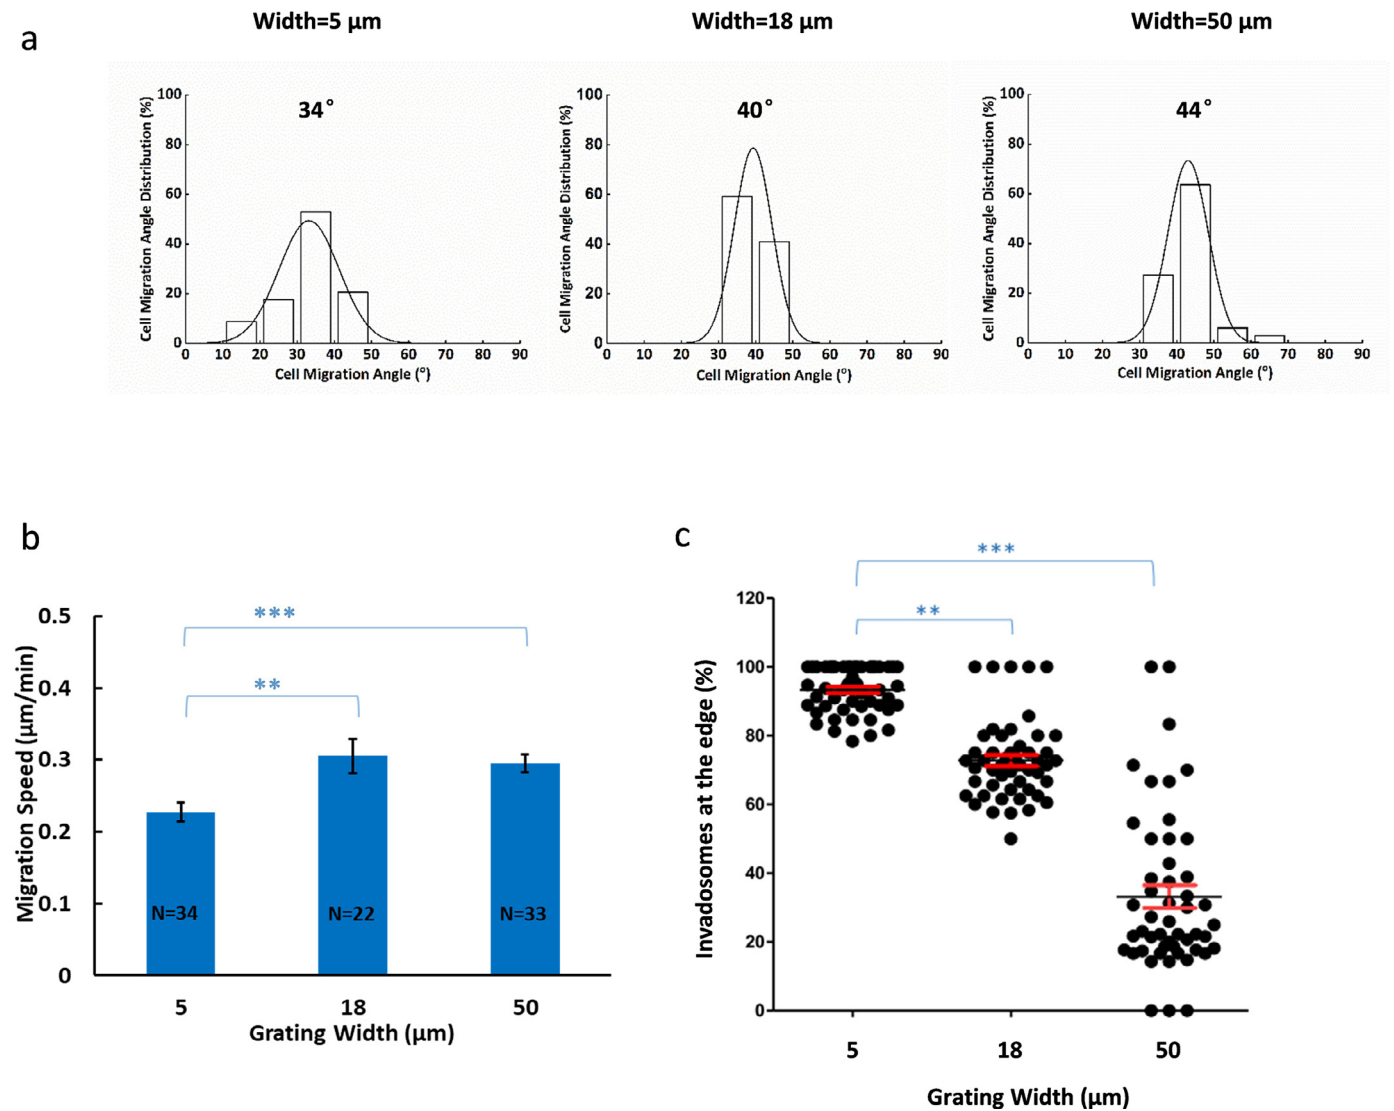 a
Width=5 µm
Width=18 µm
Width=50 µm
34°
Cell Migration Angle Distribution (%)
100
80
60
40
20
0
0 10 20 30 40 50 60 70 80 90
Cell Migration Angle (°)
40°
Cell Migration Angle Distribution (%)
100
80
60
40
20
0
0 10 20 30 40 50 60 70 80 90
Cell Migration Angle (°)
44°
Cell Migration Angle Distribution (%)
100
80
60
40
20
0
0 10 20 30 40 50 60 70 80 90
Cell Migration Angle (°)
b
***
**
Migration Speed (µm/min)
0.5
0.4
0.3
0.2
0.1
0
N=34
N=22
N=33
5 18 50
Grating Width (µm)
c
***
**
Invadosomes at the edge (%)
120
100
80
60
40
20
0
5 18 50
Grating Width (µm)